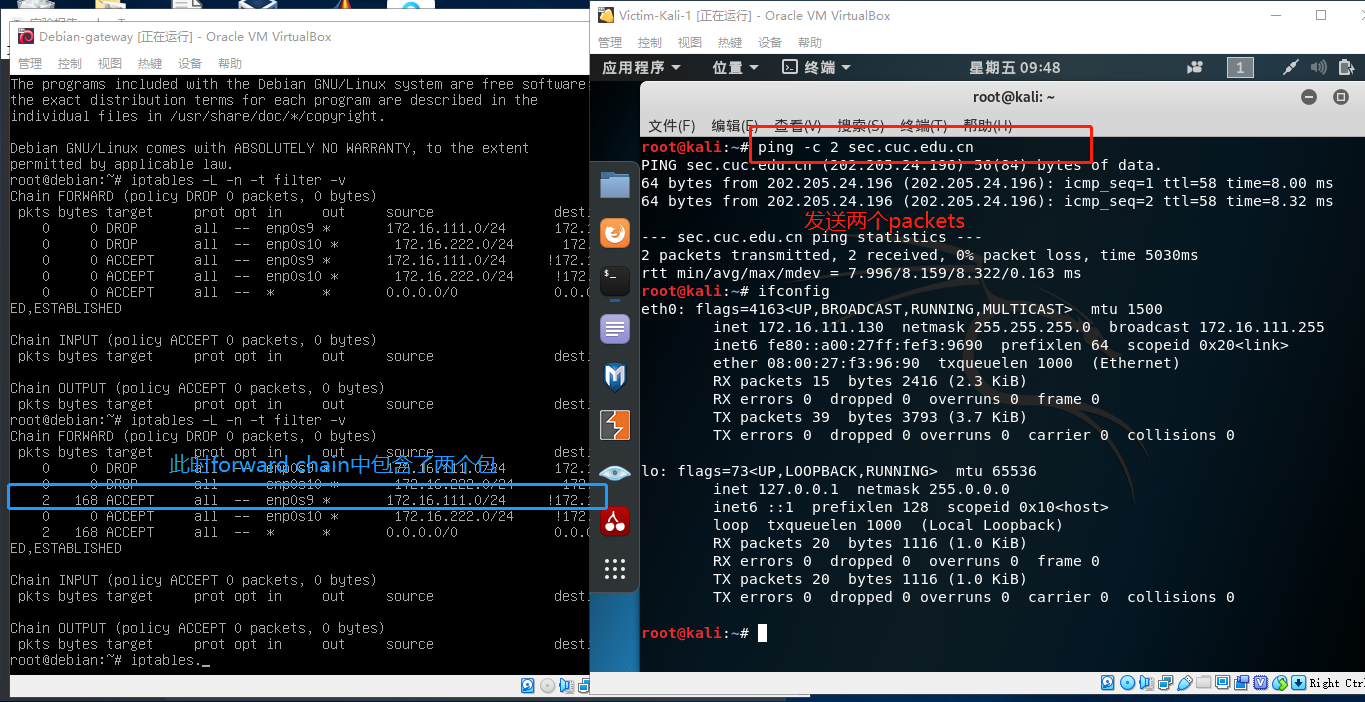 Debian-gateway [正在运行] - Oracle VM VirtualBox
管理 控制 视图 热键 设备 帮助
The programs included with the Debian GNU/Linux system are free software
the exact distribution terms for each program are described in the
individual files in /usr/share/doc/*/copyright.
Debian GNU/Linux comes with ABSOLUTELY NO WARRANTY, to the extent
permitted by applicable law.
root@debian:~# iptables -L -n -t filter -v
Chain FORWARD (policy DROP 0 packets, 0 bytes)
pkts bytes target prot opt in out source dest
0 0 DROP all -- enp0s9 * 172.16.111.0/24 172
0 0 DROP all -- enp0s10 * 172.16.222.0/24 172
0 0 ACCEPT all -- enp0s9 * 172.16.111.0/24 !172.
0 0 ACCEPT all -- enp0s10 * 172.16.222.0/24 !172
0 0 ACCEPT all -- * * 0.0.0.0/0 0.0.
ED,ESTABLISHED
Chain INPUT (policy ACCEPT 0 packets, 0 bytes)
pkts bytes target prot opt in out source dest
Chain OUTPUT (policy ACCEPT 0 packets, 0 bytes)
pkts bytes target prot opt in out source dest
root@debian:~# iptables -L -n -t filter -v
Chain FORWARD (policy DROP 0 packets, 0 bytes)
pkts bytes target prot opt in out source dest
此时forward chain中包含了两个包
0 0 DROP all -- enp0s9 * 172.16.111.0/24 172
0 0 DROP all -- enp0s10 * 172.16.222.0/24 172
2 168 ACCEPT all -- enp0s9 * 172.16.111.0/24 !172.
0 0 ACCEPT all -- enp0s10 * 172.16.222.0/24 !172
2 168 ACCEPT all -- * * 0.0.0.0/0 0.0.
ED,ESTABLISHED
Chain INPUT (policy ACCEPT 0 packets, 0 bytes)
pkts bytes target prot opt in out source dest
Chain OUTPUT (policy ACCEPT 0 packets, 0 bytes)
pkts bytes target prot opt in out source dest
root@debian:~# iptables._
Victim-Kali-1 [正在运行] - Oracle VM VirtualBox
管理 控制 视图 热键 设备 帮助
应用程序 位置 终端 星期五 09:48 1
root@kali: ~
文件(F) 编辑(E) 查看(V) 搜索(S) 终端(T) 帮助(H)
root@kali:~# ping -c 2 sec.cuc.edu.cn
PING sec.cuc.edu.cn (202.205.24.196) 56(84) bytes of data.
64 bytes from 202.205.24.196 (202.205.24.196): icmp_seq=1 ttl=58 time=8.00 ms
64 bytes from 202.205.24.196 (202.205.24.196): icmp_seq=2 ttl=58 time=8.32 ms
发送两个packets
--- sec.cuc.edu.cn ping statistics ---
2 packets transmitted, 2 received, 0% packet loss, time 5030ms
rtt min/avg/max/mdev = 7.996/8.159/8.322/0.163 ms
root@kali:~# ifconfig
eth0: flags=4163<UP,BROADCAST,RUNNING,MULTICAST> mtu 1500
inet 172.16.111.130 netmask 255.255.255.0 broadcast 172.16.111.255
inet6 fe80::a00:27ff:fef3:9690 prefixlen 64 scopeid 0x20<link>
ether 08:00:27:f3:96:90 txqueuelen 1000 (Ethernet)
RX packets 15 bytes 2416 (2.3 KiB)
RX errors 0 dropped 0 overruns 0 frame 0
TX packets 39 bytes 3793 (3.7 KiB)
TX errors 0 dropped 0 overruns 0 carrier 0 collisions 0
lo: flags=73<UP,LOOPBACK,RUNNING> mtu 65536
inet 127.0.0.1 netmask 255.0.0.0
inet6 ::1 prefixlen 128 scopeid 0x10<host>
loop txqueuelen 1000 (Local Loopback)
RX packets 20 bytes 1116 (1.0 KiB)
RX errors 0 dropped 0 overruns 0 frame 0
TX packets 20 bytes 1116 (1.0 KiB)
TX errors 0 dropped 0 overruns 0 carrier 0 collisions 0
root@kali:~#
Right Ctrl